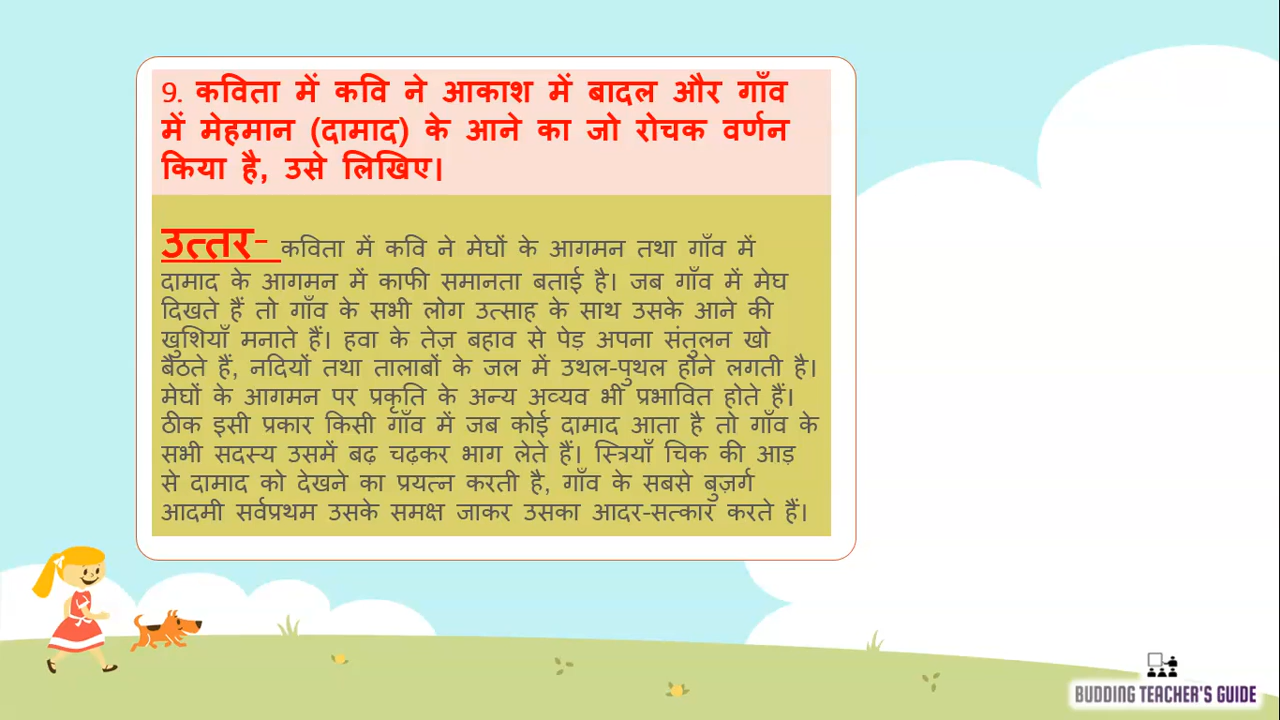 9. कविता में कवि ने आकाश में बादल और गाँव
में मेहमान (दामाद) के आने का जो रोचक वर्णन
किया है, उसे लिखिए।
उत्तर- कविता में कवि ने मेघों के आगमन तथा गाँव में
दामाद के आगमन में काफी समानता बताई है। जब गाँव में मेघ
दिखते हैं तो गाँव के सभी लोग उत्साह के साथ उसके आने की
खुशियाँ मनाते हैं। हवा के तेज़ बहाव से पेड़ अपना संतुलन खो
बैठते हैं, नदियों तथा तालाबों के जल में उथल-पुथल होने लगती है।
मेघों के आगमन पर प्रकृति के अन्य अव्यव भी प्रभावित होते हैं।
ठीक इसी प्रकार किसी गाँव में जब कोई दामाद आता है तो गाँव के
सभी सदस्य उसमें बढ़ चढ़कर भाग लेते हैं। स्त्रियाँ चिक की आड़
से दामाद को देखने का प्रयत्न करती है, गाँव के सबसे बुज़र्ग
आदमी सर्वप्रथम उसके समक्ष जाकर उसका आदर-सत्कार करते हैं।
BUDDING TEACHER'S GUIDE